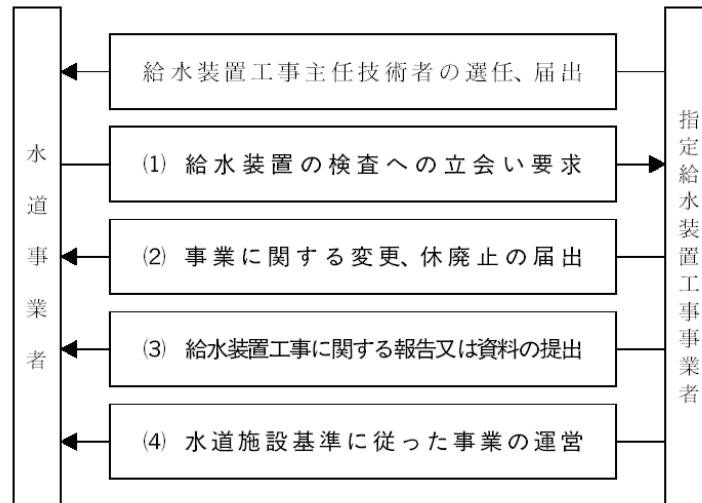 水道事業者
給水装置工事主任技術者の選任、届出
(1) 給水装置の検査への立会い要求
(2) 事業に関する変更、休廃止の届出
(3) 給水装置工事に関する報告又は資料の提出
(4) 水道施設基準に従った事業の運営
指定給水装置工事事業者